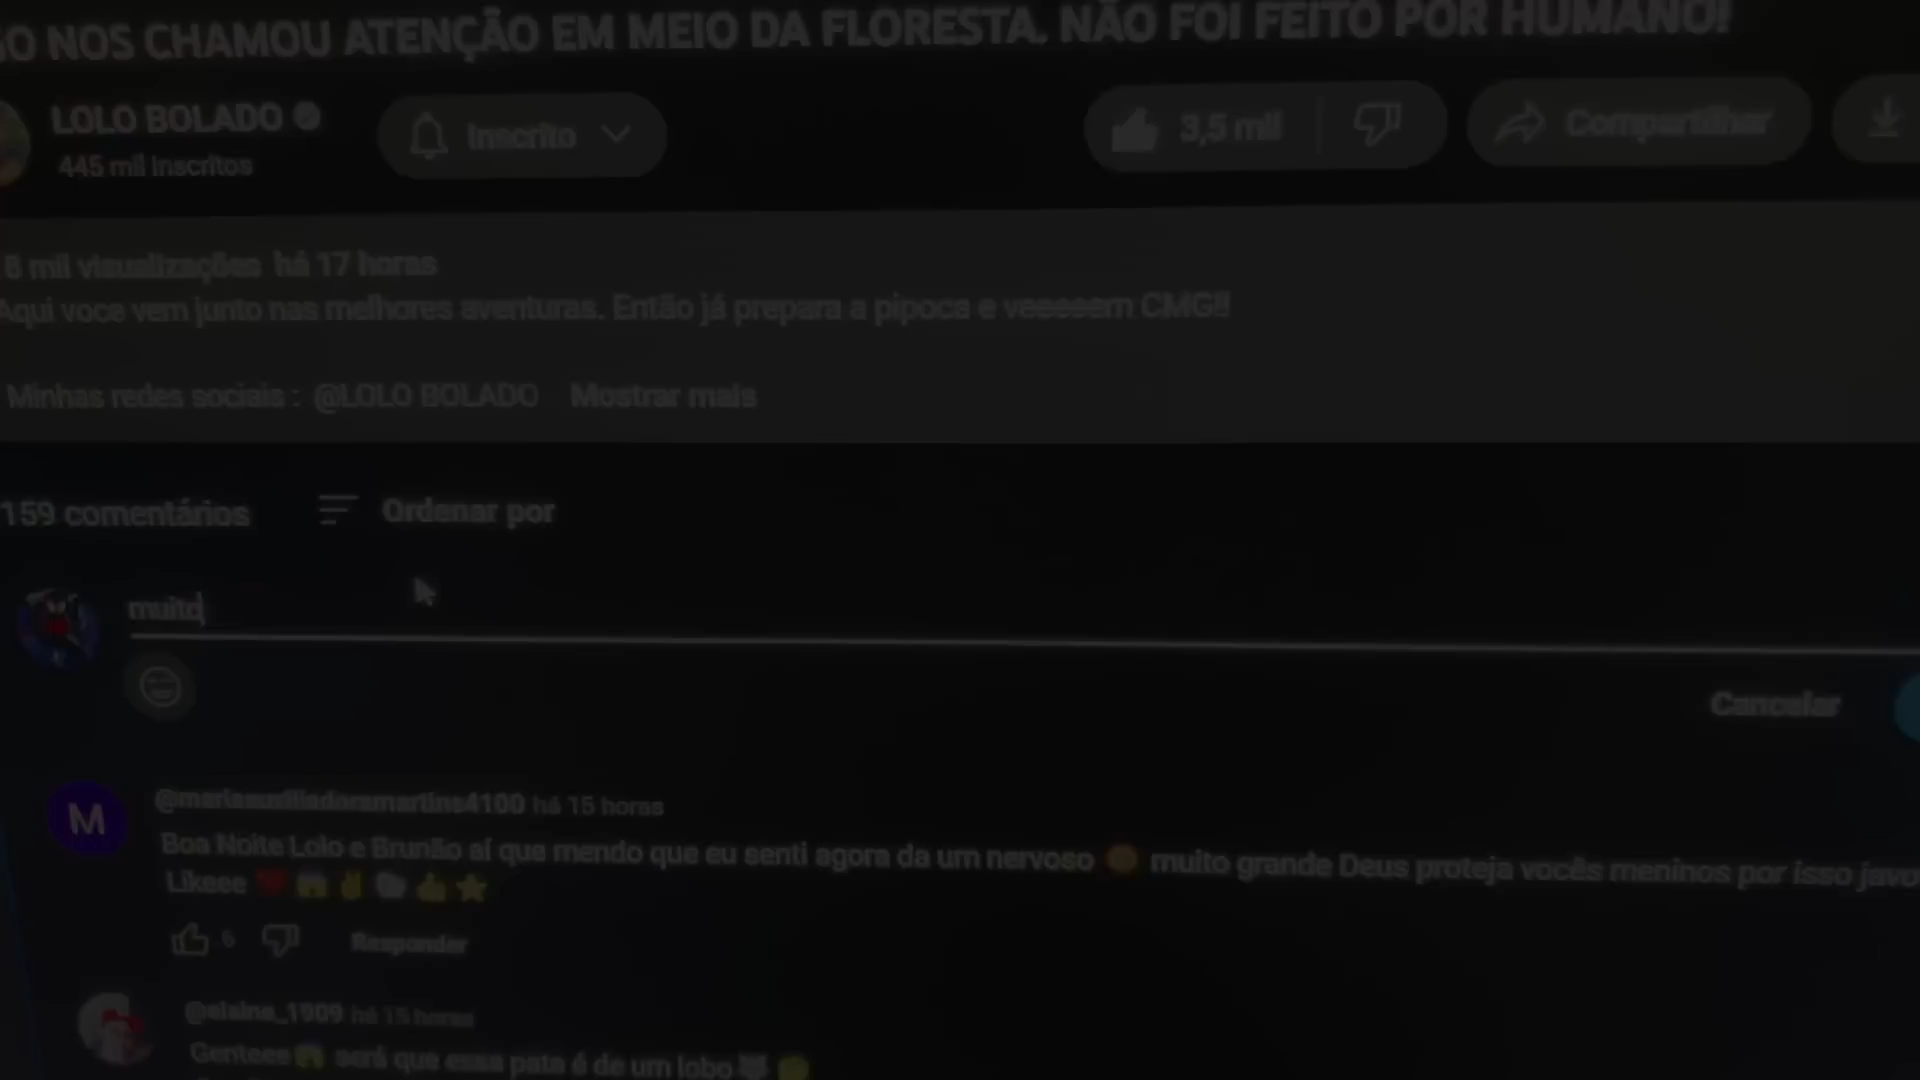 NOS CHAMOU ATENÇÃO EM MEIO DA FLORESTA. NÃO FOI FEITO POR HUMANO!
LOLO BOLADO
445 mil inscritos
Inscrito
3,5 mil
Compartilhar
8 mil visualizações há 17 horas
Aqui voce vem junto nas melhores aventuras. Então já prepara a pipoca e veeeeem CMG!!
Minhas redes sociais : @LOLO BOLADO Mostrar mais
159 comentários
Ordenar por
muito
Cancelar
M
há 15 horas
Boa Noite Lolo e Brunão aí que mendo que eu senti agora da um nervoso muito grande Deus proteja vocês meninos por isso
Likeee
6
Responder
@elaine_1909 há 15 horas
Genteee será que essa pata é de um lobo